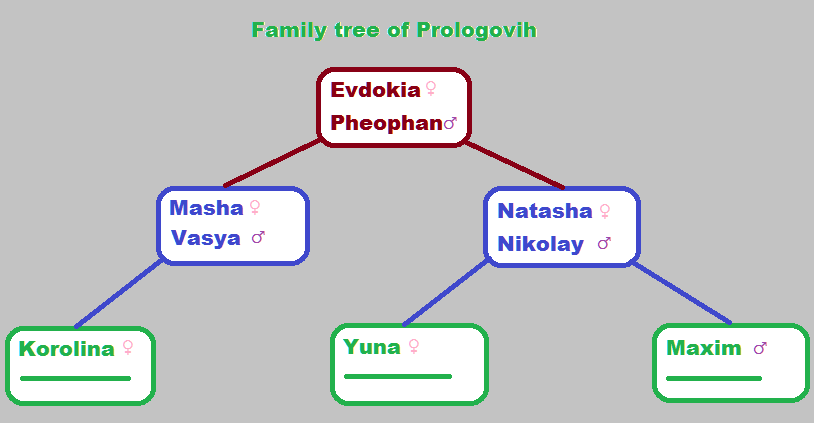 Family tree of Prologovih
Evdokia ♀
Pheophan ♂
Masha ♀
Vasya ♂
Natasha ♀
Nikolay ♂
Korolina ♀
Yuna ♀
Maxim ♂